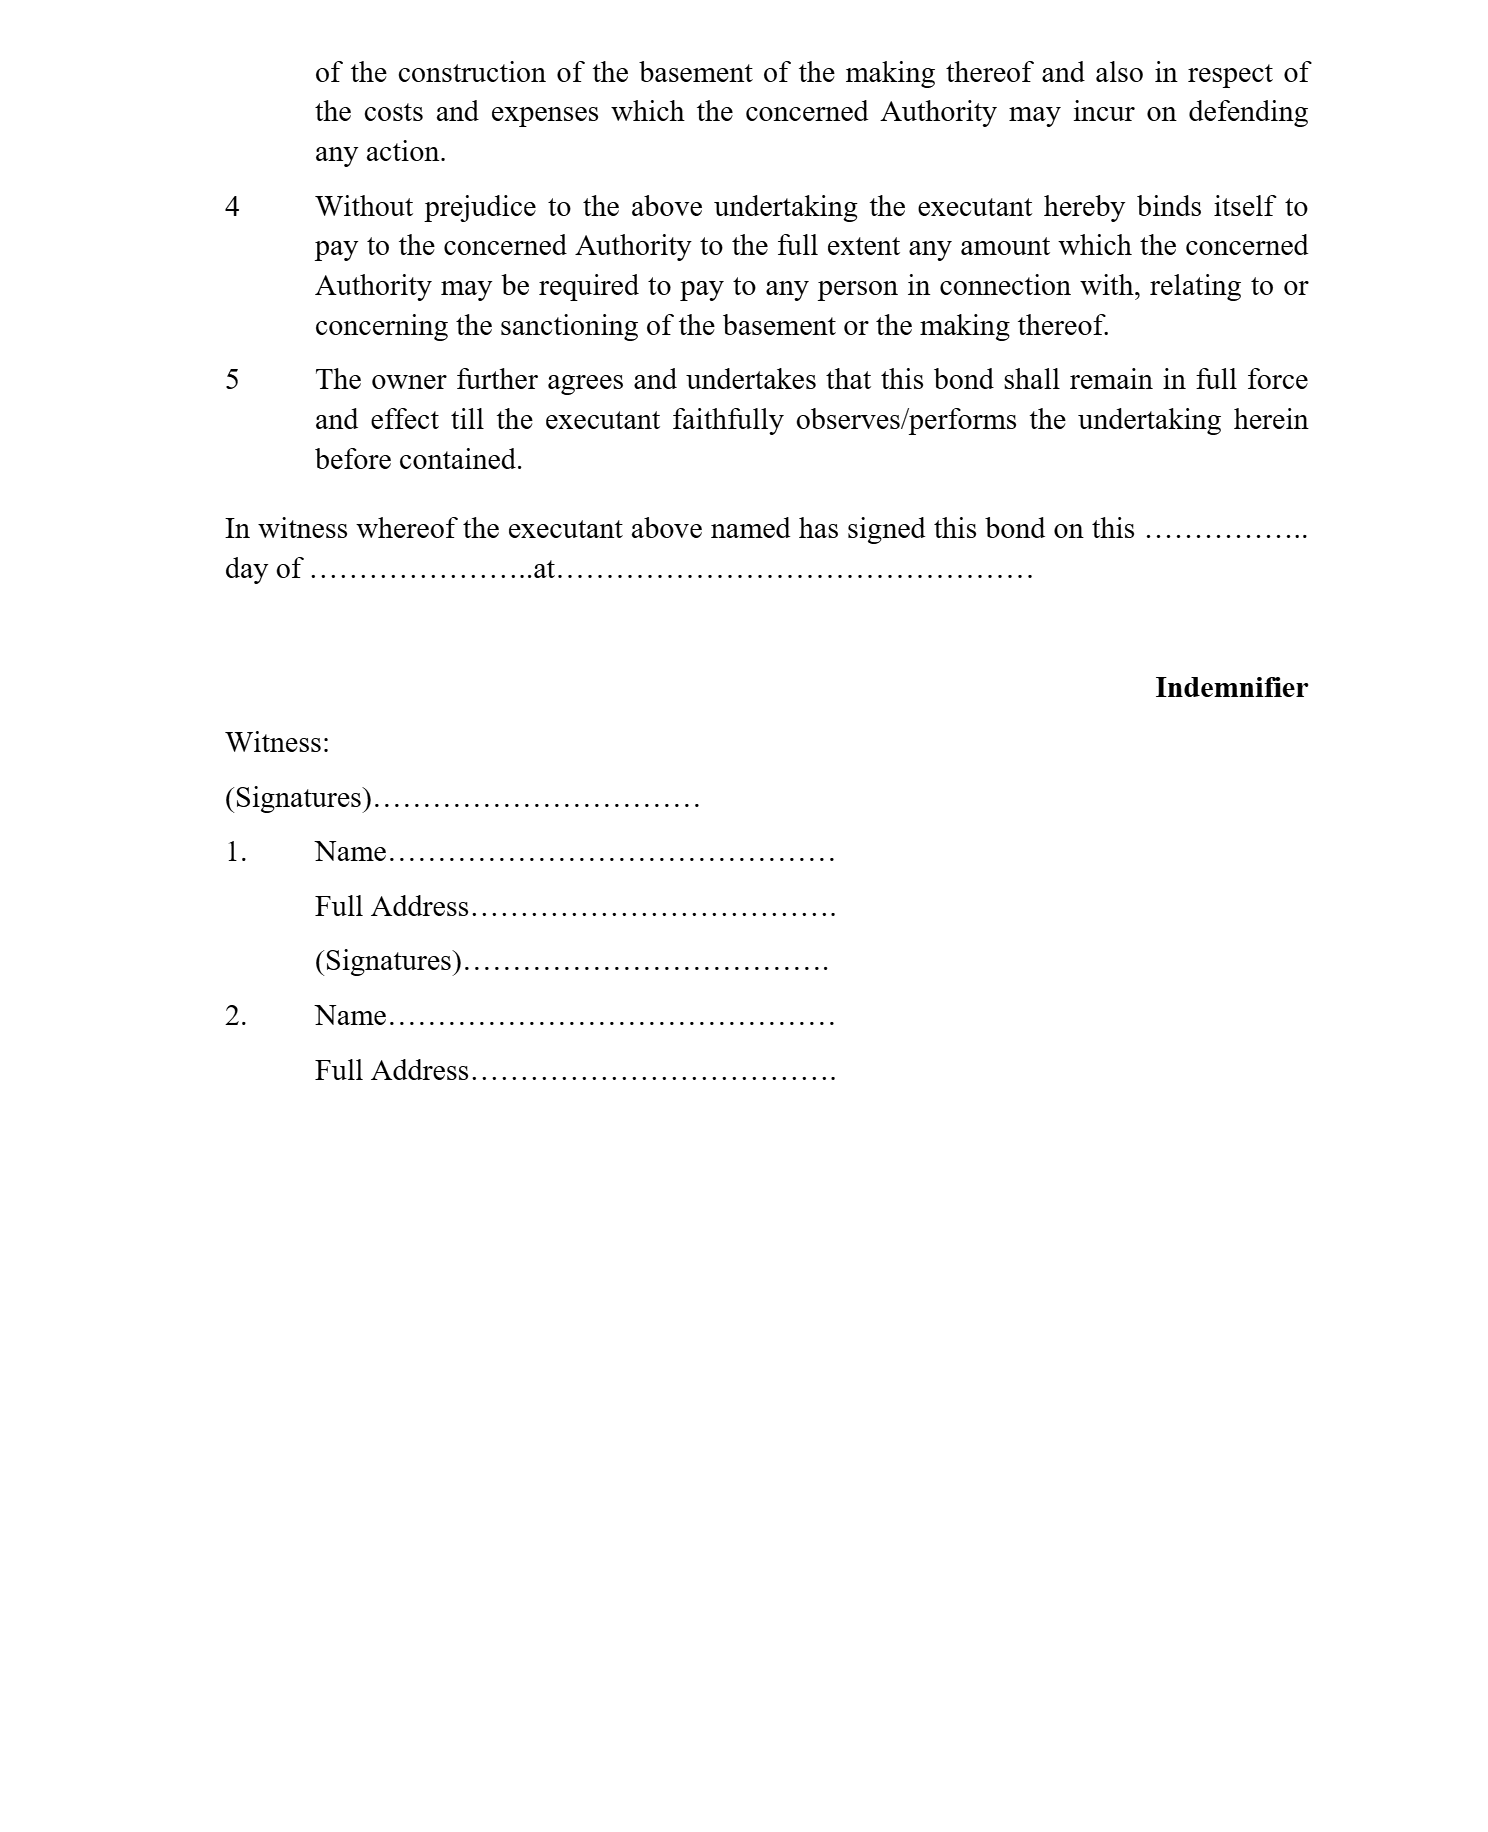 of the construction of the basement of the making thereof and also in respect of
the costs and expenses which the concerned Authority may incur on defending
any action.
4 Without prejudice to the above undertaking the executant hereby binds itself to
pay to the concerned Authority to the full extent any amount which the concerned
Authority may be required to pay to any person in connection with, relating to or
concerning the sanctioning of the basement or the making thereof.
5 The owner further agrees and undertakes that this bond shall remain in full force
and effect till the executant faithfully observes/performs the undertaking herein
before contained.
In witness whereof the executant above named has signed this bond on this ……………..
day of …………………..at…………………………………………
Indemnifier
Witness:
(Signatures)……………………………
1. Name………………………………………
Full Address……………………………….
(Signatures)……………………………….
2. Name………………………………………
Full Address……………………………….